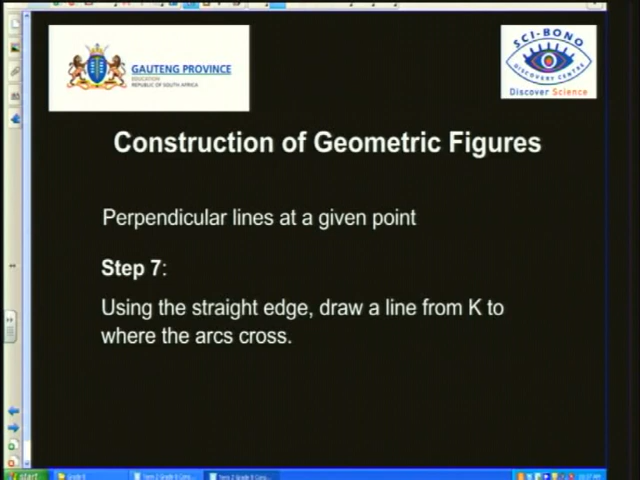 GAUTENG PROVINCE
EDUCATION
REPUBLIC OF SOUTH AFRICA
SCI-BONO
DISCOVERY CENTRE
Discover Science
Construction of Geometric Figures
Perpendicular lines at a given point
Step 7:
Using the straight edge, draw a line from K to
where the arcs cross.
start